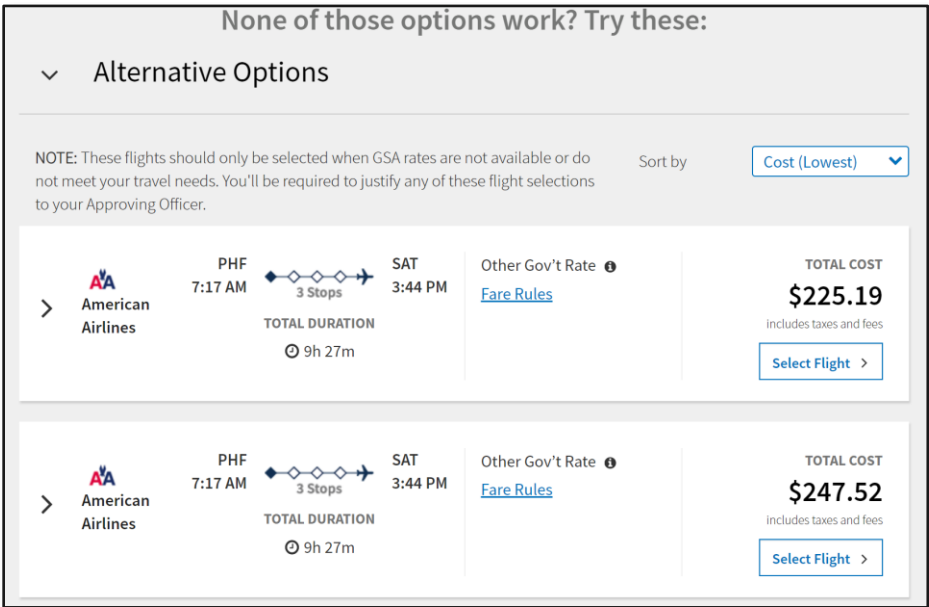 None of those options work? Try these:
Alternative Options
NOTE: These flights should only be selected when GSA rates are not available or do
not meet your travel needs. You'll be required to justify any of these flight selections
to your Approving Officer.
Sort by
Cost (Lowest)
AA
American
Airlines
PHF
7:17 AM
3 Stops
SAT
3:44 PM
TOTAL DURATION
9h 27m
Other Gov't Rate
Fare Rules
TOTAL COST
$225.19
includes taxes and fees
Select Flight
AA
American
Airlines
PHF
7:17 AM
3 Stops
SAT
3:44 PM
TOTAL DURATION
9h 27m
Other Gov't Rate
Fare Rules
TOTAL COST
$247.52
includes taxes and fees
Select Flight